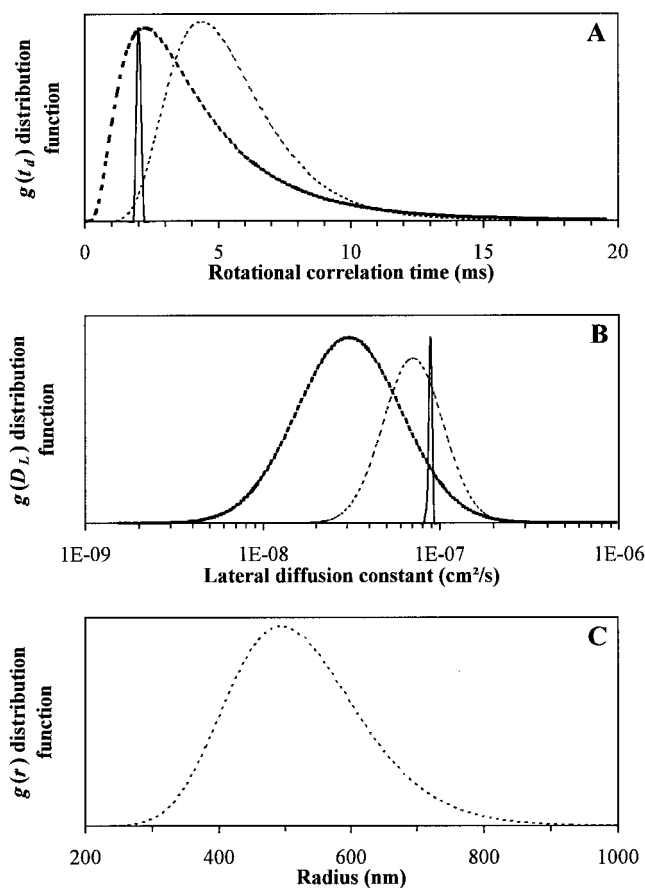 A
g(t_d) distribution
function
0 5 10 15 20
Rotational correlation time (ms)
B
g(D_L) distribution
function
1E-09 1E-08 1E-07 1E-06
Lateral diffusion constant (cm²/s)
C
g(r) distribution
function
200 400 600 800 1000
Radius (nm)